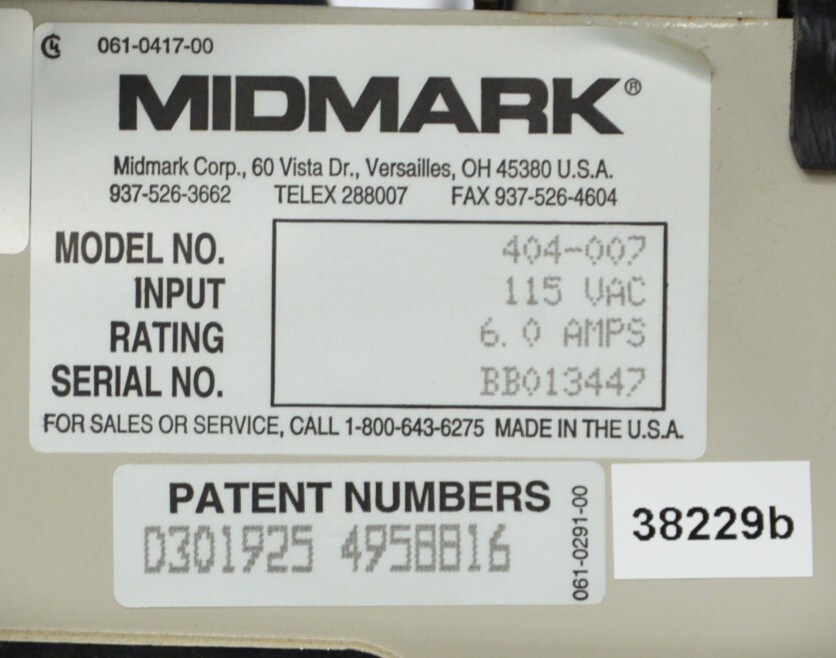 061-0417-00
MIDMARK®
Midmark Corp., 60 Vista Dr., Versailles, OH 45380 U.S.A.
937-526-3662 TELEX 288007 FAX 937-526-4604
MODEL NO. 404-007
INPUT 115 VAC
RATING 6.0 AMPS
SERIAL NO. BB013447
FOR SALES OR SERVICE, CALL 1-800-643-6275 MADE IN THE U.S.A.
PATENT NUMBERS
D301925 4958816
061-0291-00
38229b